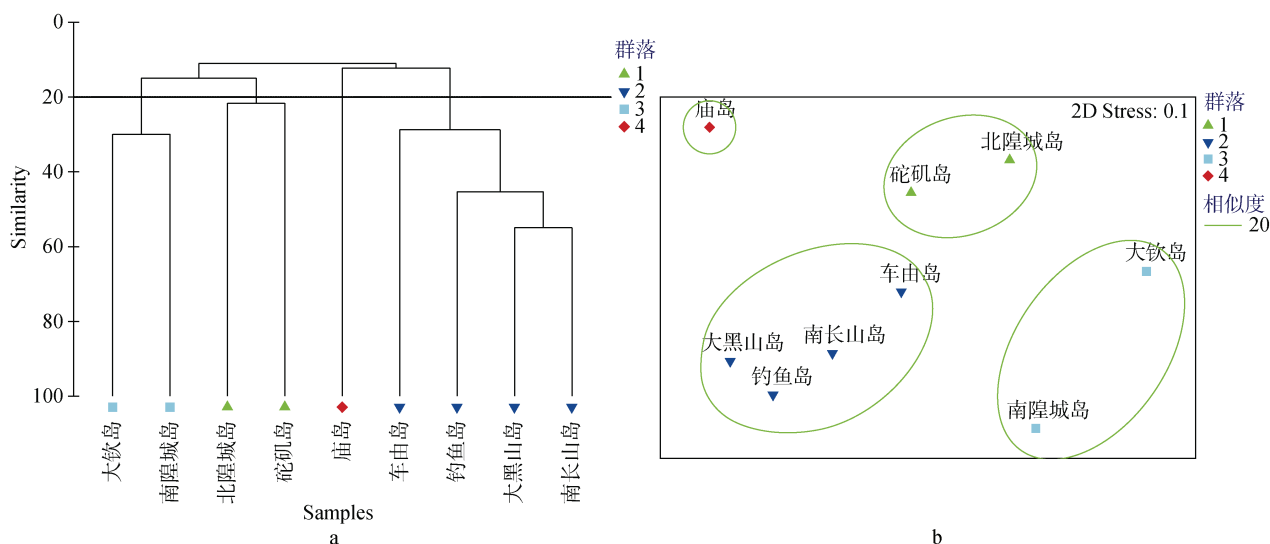 0
20
40
60
80
100
Similarity
大钦岛
南隍城岛
北隍城岛
砣矶岛
庙岛
车由岛
钓鱼岛
大黑山岛
南长山岛
Samples
a
群落
1
2
3
4
庙岛
2D Stress: 0.1
北隍城岛
砣矶岛
大钦岛
车由岛
南长山岛
大黑山岛
钓鱼岛
南隍城岛
b
群落
1
2
3
4
相似度
20